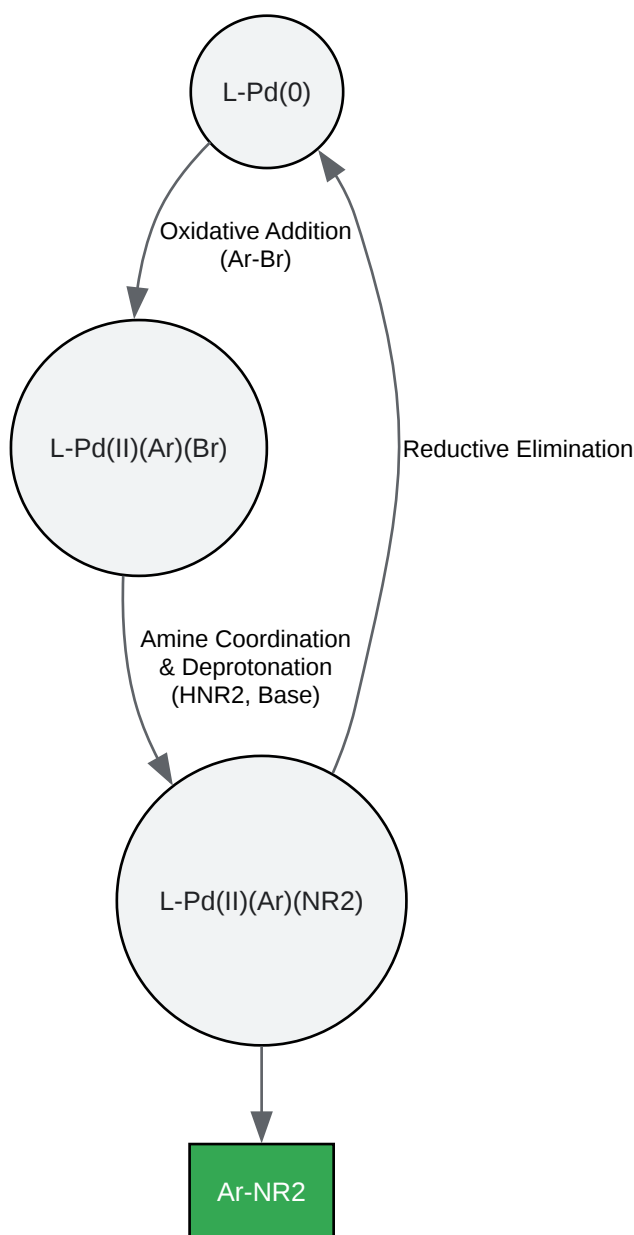 L-Pd(0)
Oxidative Addition
(Ar-Br)
L-Pd(II)(Ar)(Br)
Reductive Elimination
Amine Coordination
& Deprotonation
(HNR2, Base)
L-Pd(II)(Ar)(NR2)
Ar-NR2